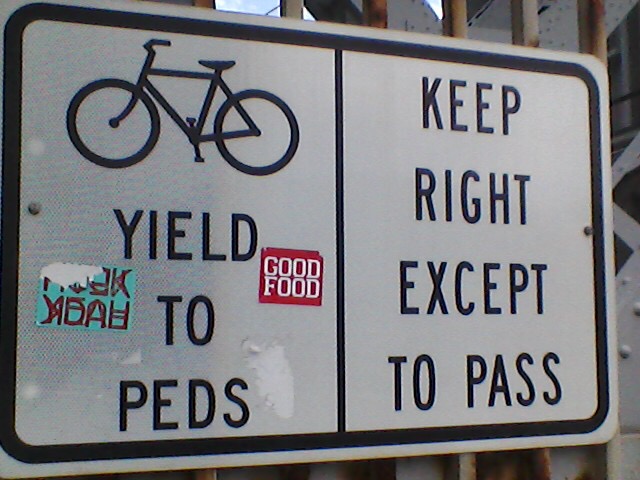 YIELD
TO
PEDS
GOOD
FOOD
KEEP
RIGHT
EXCEPT
TO PASS